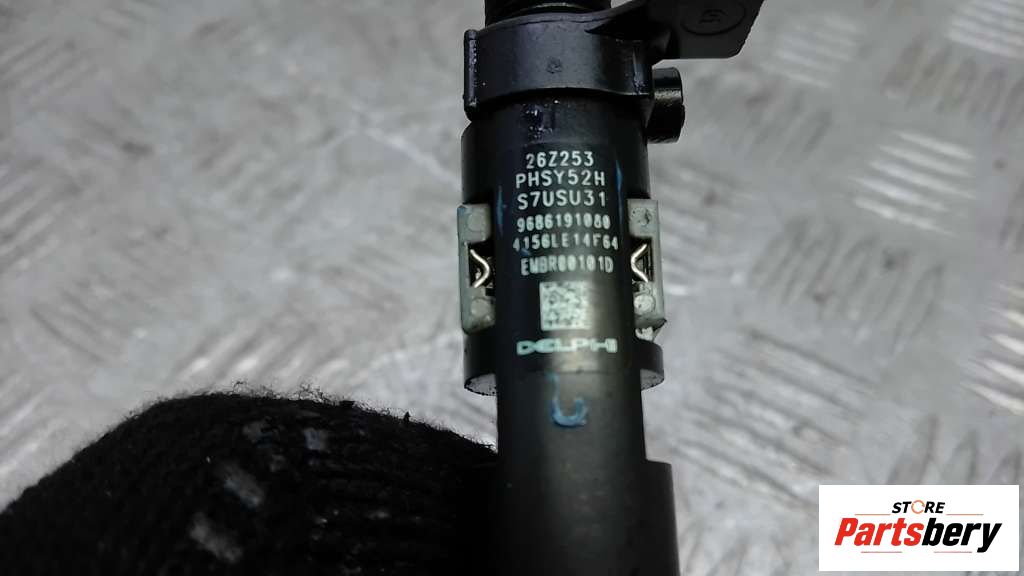 26Z253
PHSY52H
S7USU31
9686191080
4156LE14F64
EMBR00101D
DELPHI
STORE
Partsbery